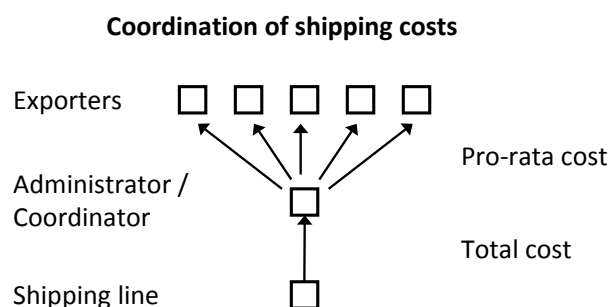 Coordination of shipping costs
Exporters
Pro-rata cost
Administrator /
Coordinator
Total cost
Shipping line